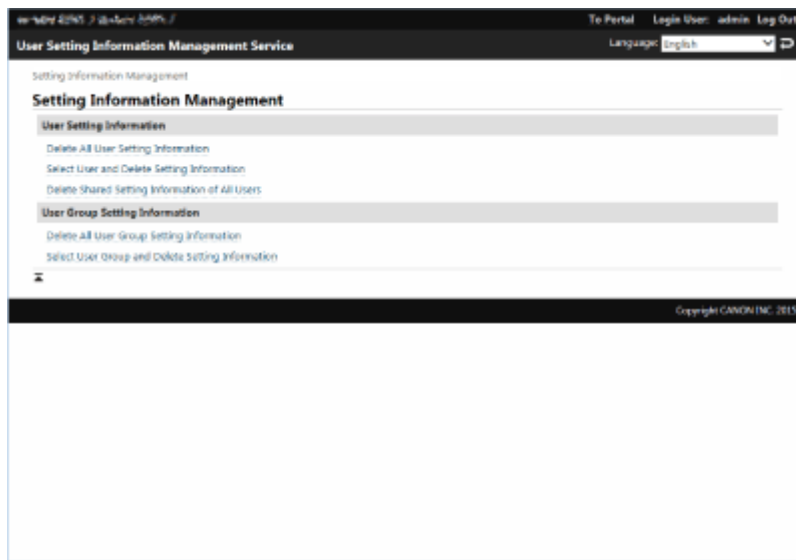 To Portal Login User: admin Log Out
User Setting Information Management Service Language: English
Setting Information Management
Setting Information Management
User Setting Information
Delete All User Setting Information
Select User and Delete Setting Information
Delete Shared Setting Information of All Users
User Group Setting Information
Delete All User Group Setting Information
Select User Group and Delete Setting Information
Copyright CANON INC. 2015